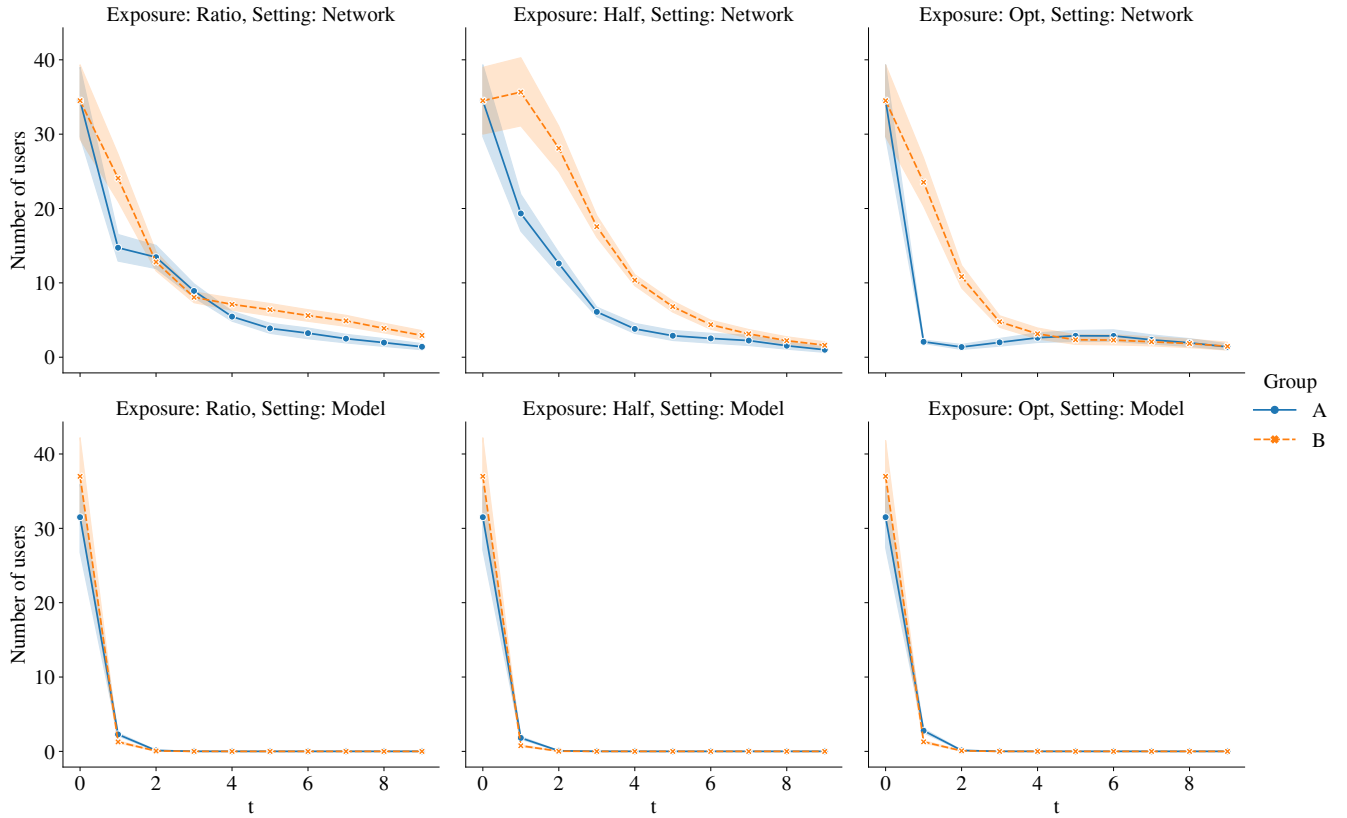 Exposure: Ratio, Setting: Network
Exposure: Half, Setting: Network
Exposure: Opt, Setting: Network
Number of users
40
30
20
10
0
Group
A
B
Exposure: Ratio, Setting: Model
Exposure: Half, Setting: Model
Exposure: Opt, Setting: Model
Number of users
40
30
20
10
0
0 2 4 6 8
0 2 4 6 8
0 2 4 6 8
t
t
t